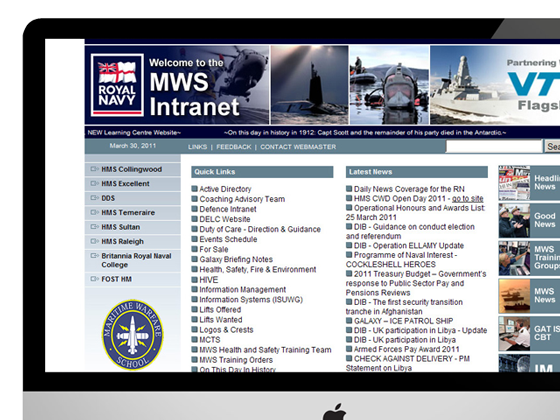 Welcome to the
MWS
Intranet
ROYAL
NAVY
Partnering
VT
Flags
NEW Learning Centre Website~
~On this day in history in 1912: Capt Scott and the remainder of his party died in the Antarctic.~
March 30, 2011
LINKS | FEEDBACK | CONTACT WEBMASTER
Sea
HMS Collingwood
HMS Excellent
DDS
HMS Temeraire
HMS Sultan
HMS Raleigh
Britannia Royal Naval
College
FOST HM
MARITIME WARFARE
SCHOOL
Quick Links
Active Directory
Coaching Advisory Team
Defence Intranet
DELC Website
Duty of Care - Direction & Guidance
Events Schedule
For Sale
Galaxy Briefing Notes
Health, Safety, Fire & Environment
HIVE
Information Management
Information Systems (ISUWG)
Lifts Offered
Lifts Wanted
Logos & Crests
MCTS
MWS Health and Safety Training Team
MWS Training Orders
On This Day In History
Latest News
Daily News Coverage for the RN
HMS CWD Open Day 2011 - go to site
Operational Honours and Awards List:
25 March 2011
DIB - Guidance on conduct election
and referendum
DIB - Operation ELLAMY Update
Programme of Naval Interest -
COCKLESHELL HEROES
2011 Treasury Budget – Government's
response to Public Sector Pay and
Pensions Reviews
DIB - The first security transition
tranche in Afghanistan
GALAXY – ICE PATROL SHIP
DIB - UK participation in Libya - Update
DIB - UK participation in Libya
Armed Forces Pay Award 2011
CHECK AGAINST DELIVERY - PM
Statement on Libya
Headli
News
Good
News
MWS
Trainin
Group
MWS
News
GAT IS
CBT